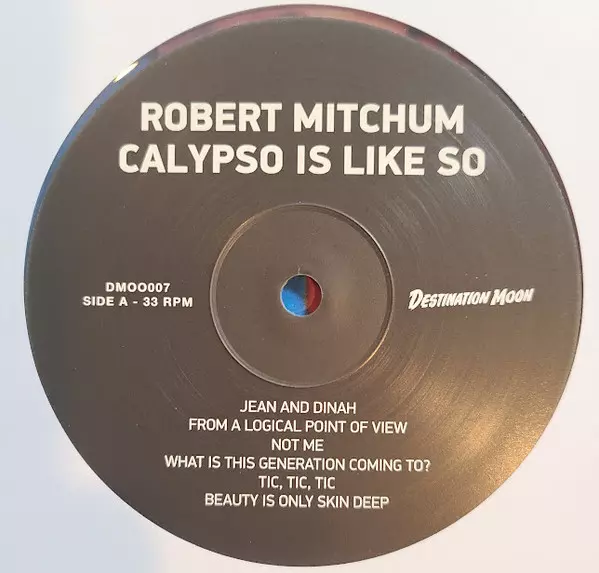 ROBERT MITCHUM
CALYPSO IS LIKE SO
DMOO007
SIDE A - 33 RPM
DESTINATION MOON
JEAN AND DINAH
FROM A LOGICAL POINT OF VIEW
NOT ME
WHAT IS THIS GENERATION COMING TO?
TIC, TIC, TIC
BEAUTY IS ONLY SKIN DEEP